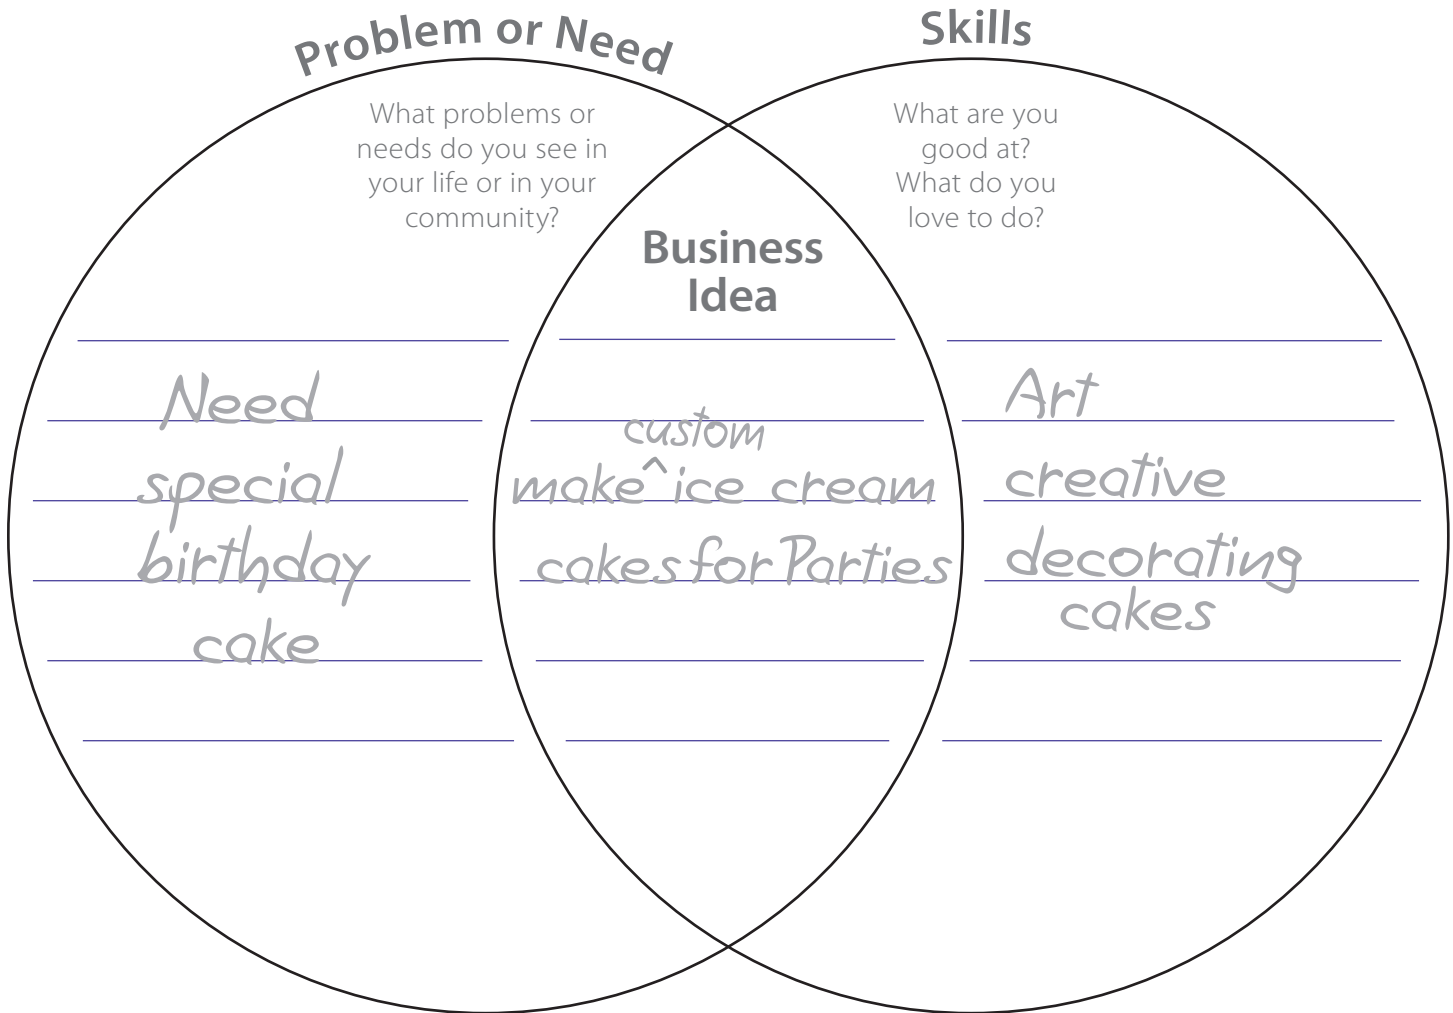 Problem or Need
What problems or
needs do you see in
your life or in your
community?
Need
special
birthday
cake
Business
Idea
custom
make ^ ice cream
cakes for Parties
Skills
What are you
good at?
What do you
love to do?
Art
creative
decorating
cakes